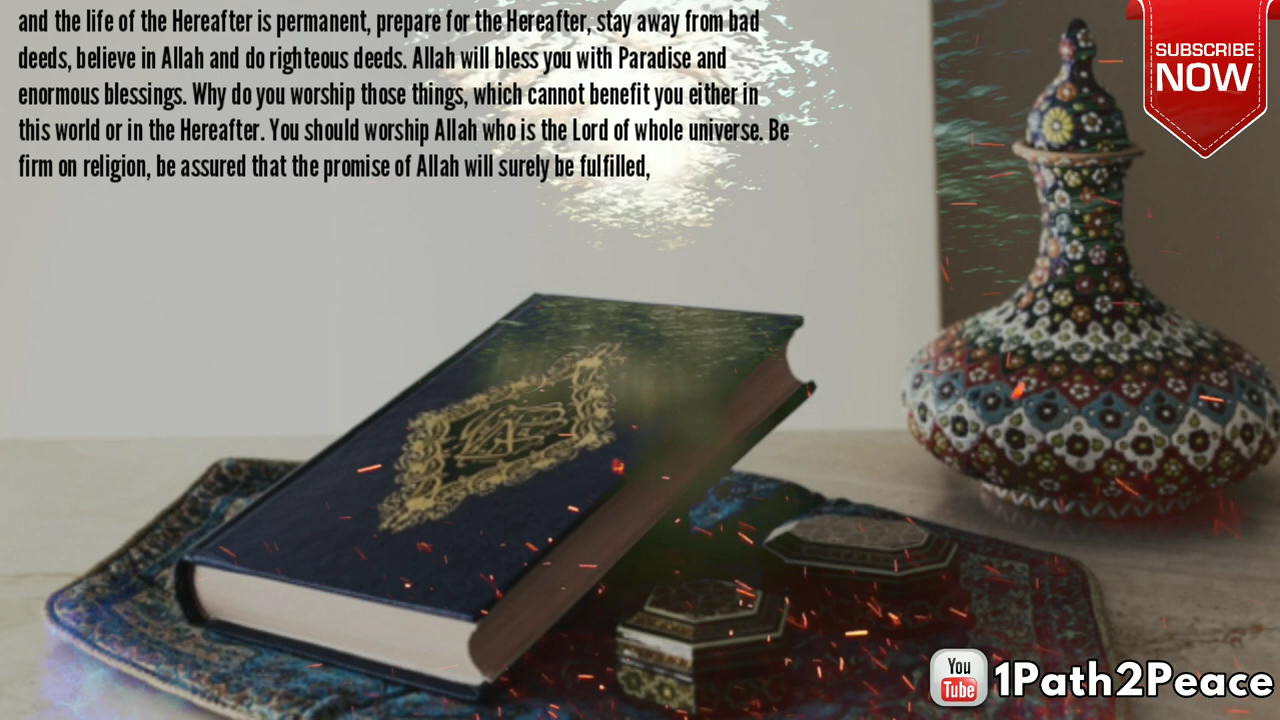 and the life of the Hereafter is permanent, prepare for the Hereafter, stay away from bad
deeds, believe in Allah and do righteous deeds. Allah will bless you with Paradise and
enormous blessings. Why do you worship those things, which cannot benefit you either in
this world or in the Hereafter. You should worship Allah who is the Lord of whole universe. Be
firm on religion, be assured that the promise of Allah will surely be fulfilled,
SUBSCRIBE
NOW
You
Tube
1Path2Peace